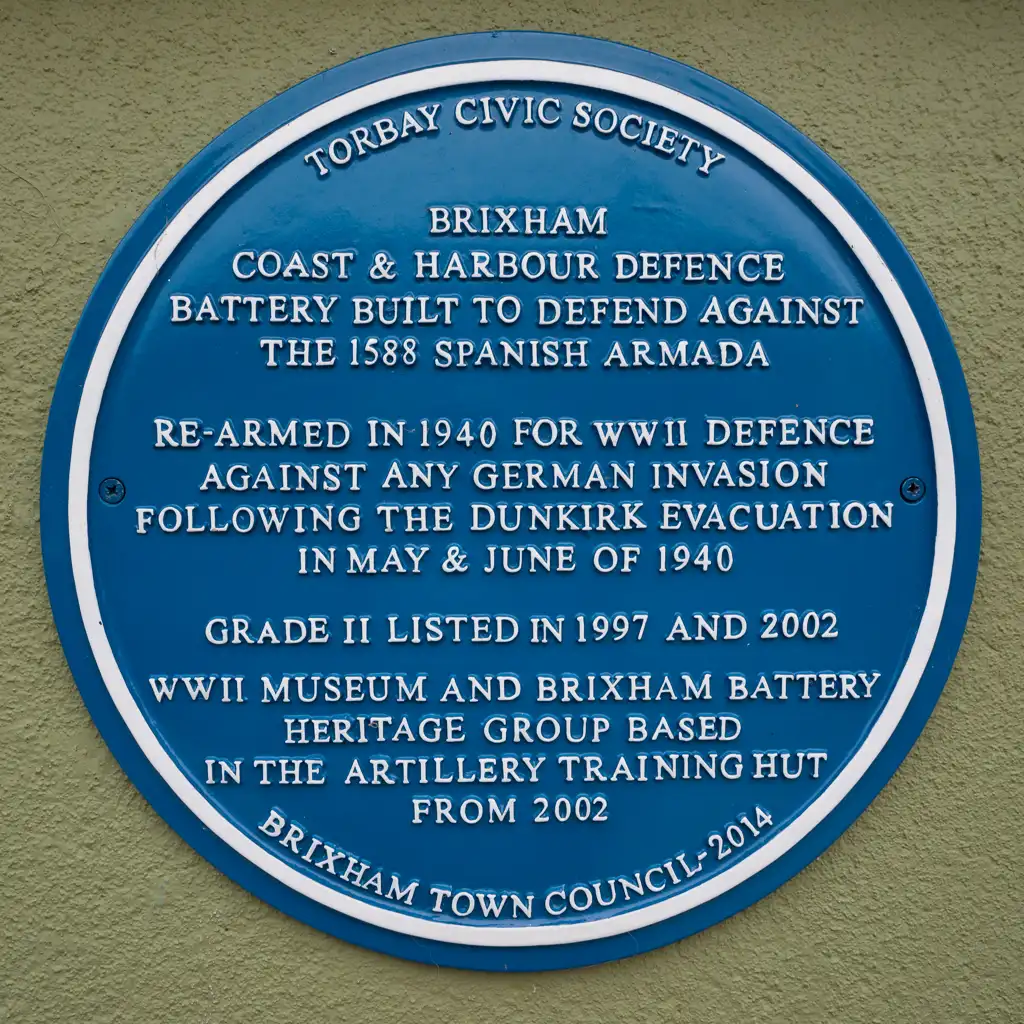 TORBAY CIVIC SOCIETY
BRIXHAM
COAST & HARBOUR DEFENCE
BATTERY BUILT TO DEFEND AGAINST
THE 1588 SPANISH ARMADA
RE-ARMED IN 1940 FOR WWII DEFENCE
AGAINST ANY GERMAN INVASION
FOLLOWING THE DUNKIRK EVACUATION
IN MAY & JUNE OF 1940
GRADE II LISTED IN 1997 AND 2002
WWII MUSEUM AND BRIXHAM BATTERY
HERITAGE GROUP BASED
IN THE ARTILLERY TRAINING HUT
FROM 2002
BRIXHAM TOWN COUNCIL-2014